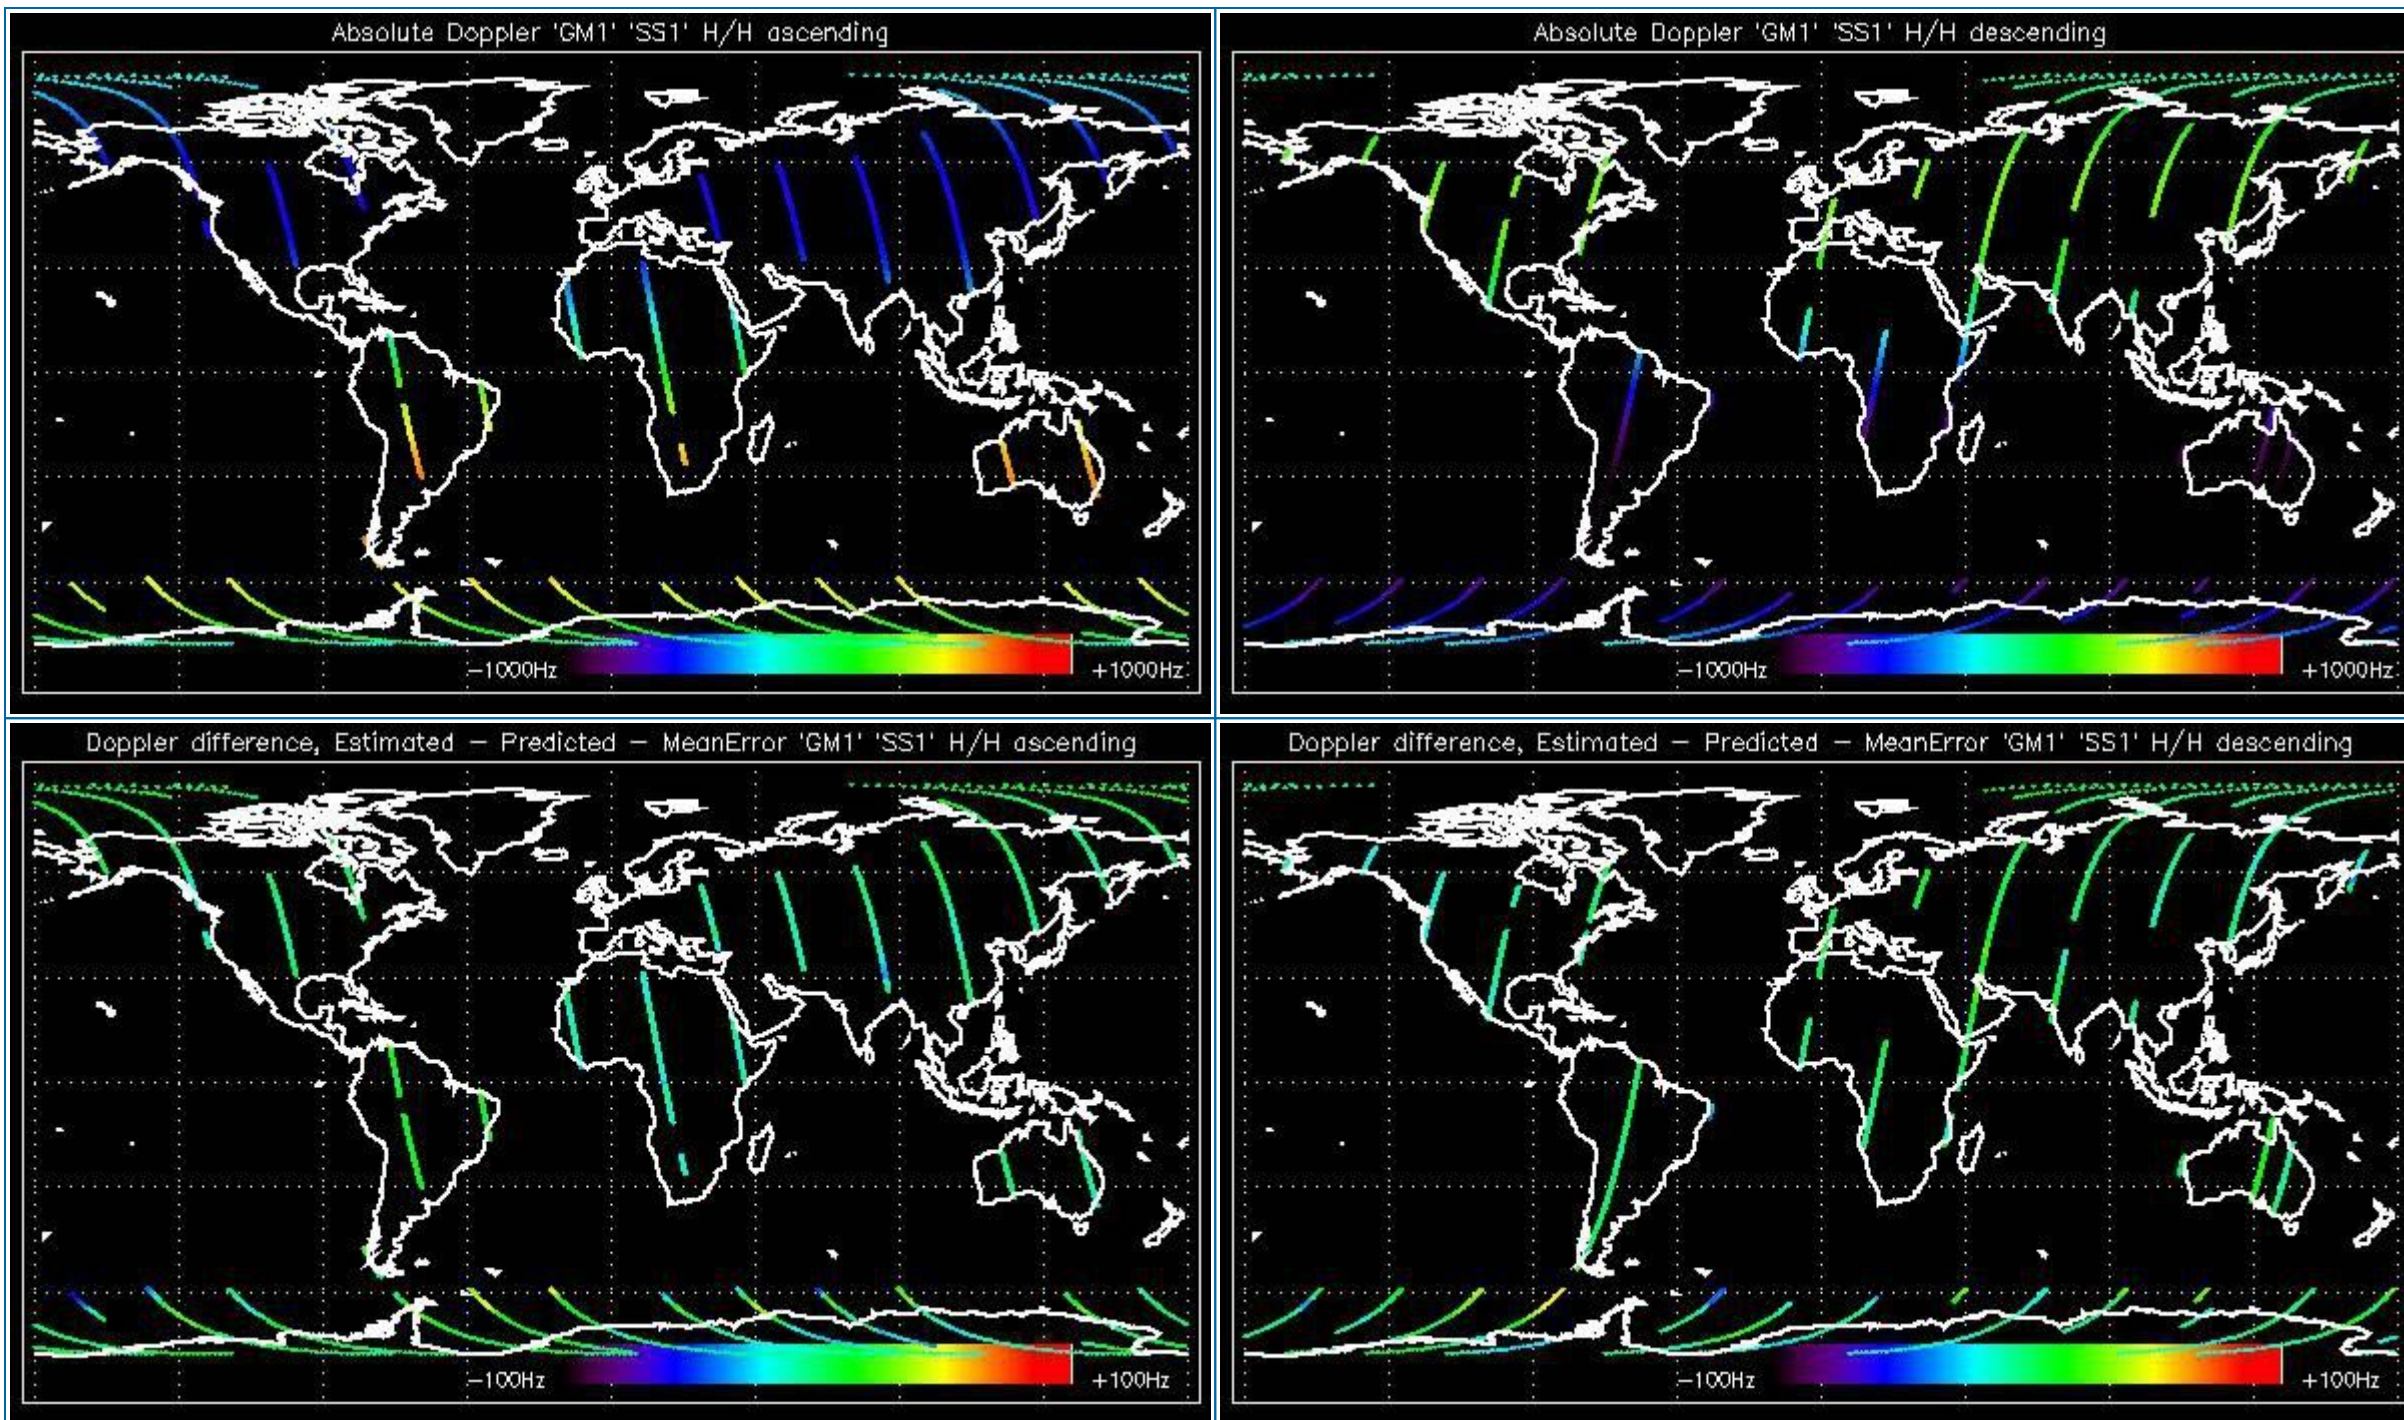 Absolute Doppler 'GM1' 'SS1' H/H ascending
-1000Hz +1000Hz
Absolute Doppler 'GM1' 'SS1' H/H descending
-1000Hz +1000Hz
Doppler difference, Estimated - Predicted - MeanError 'GM1' 'SS1' H/H ascending
-100Hz +100Hz
Doppler difference, Estimated - Predicted - MeanError 'GM1' 'SS1' H/H descending
-100Hz +100Hz